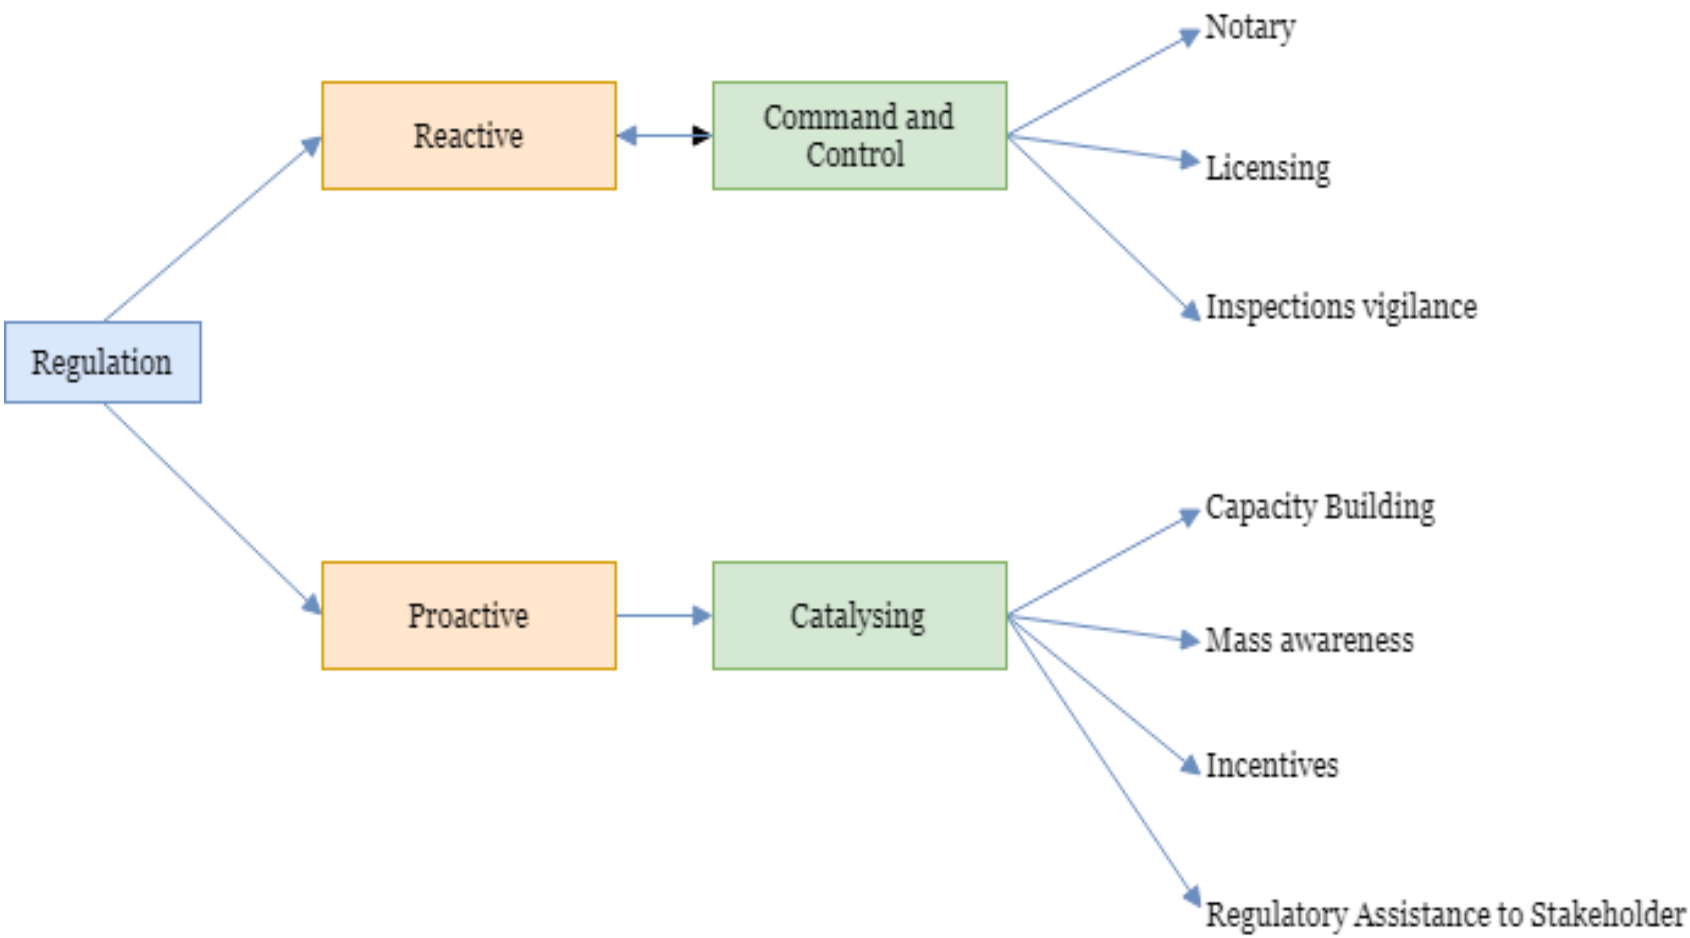 Notary
Reactive
Command and
Control
Licensing
Inspections vigilance
Regulation
Capacity Building
Proactive
Catalysing
Mass awareness
Incentives
Regulatory Assistance to Stakeholder